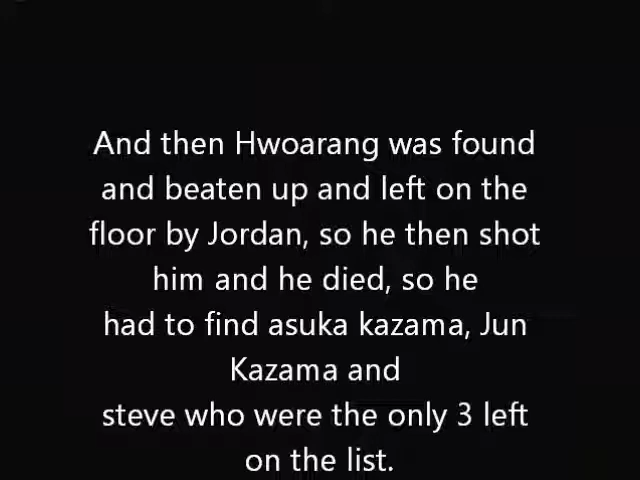 And then Hwoarang was found
and beaten up and left on the
floor by Jordan, so he then shot
him and he died, so he
had to find asuka kazama, Jun
Kazama and
steve who were the only 3 left
on the list.